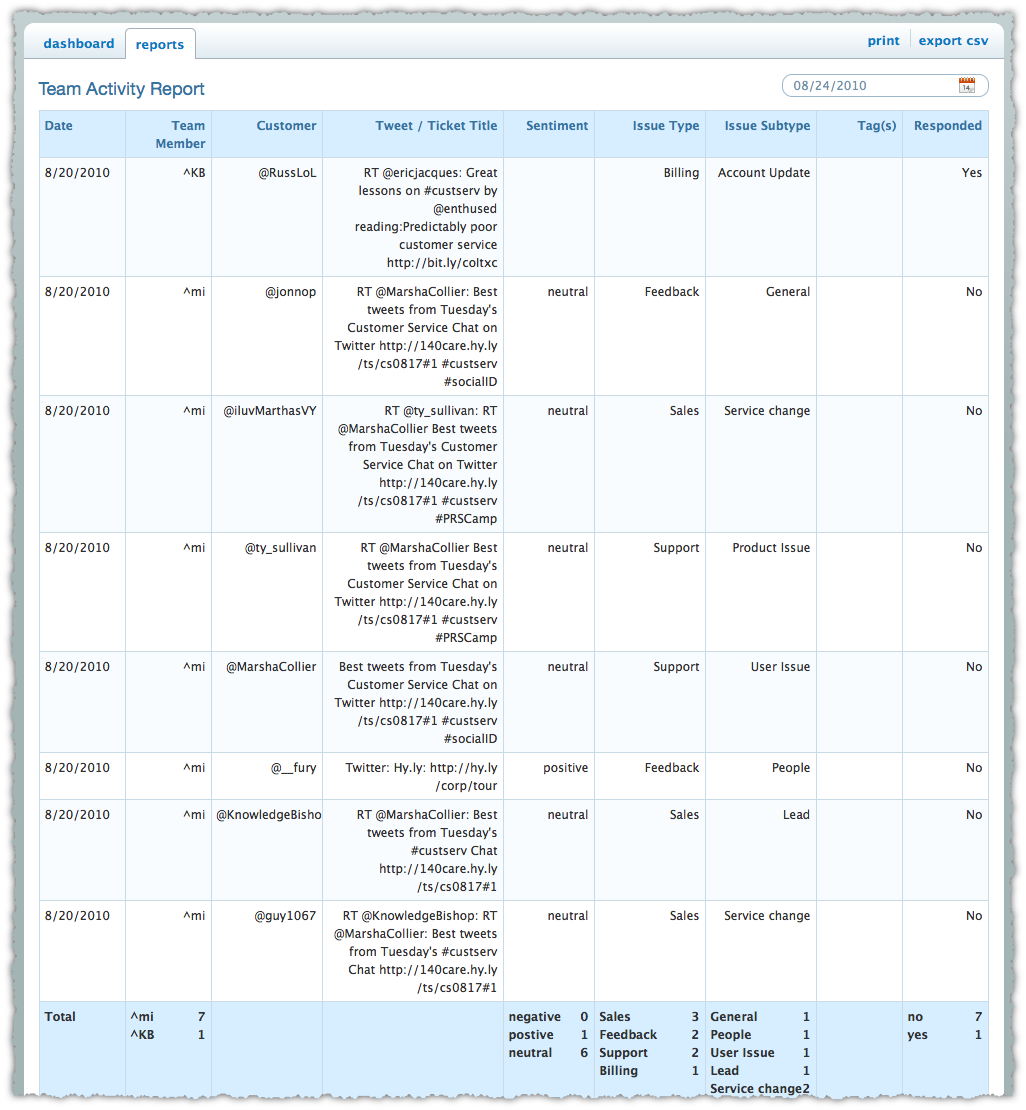 dashboard reports print export csv
Team Activity Report 08/24/2010
14
Date Team Customer Tweet / Ticket Title Sentiment Issue Type Issue Subtype Tag(s) Responded
Member
8/20/2010 ^KB @RussLoL RT @ericjacques: Great Billing Account Update Yes
lessons on #custserv by
@enthused
reading:Predictably poor
customer service
http://bit.ly/coltxc
8/20/2010 ^mi @jonnop RT @MarshaCollier: Best neutral Feedback General No
tweets from Tuesday's
Customer Service Chat on
Twitter http://140care.hy.ly
/ts/cs0817#1 #custserv
#socialID
8/20/2010 ^mi @iluvMarthasVY RT @ty_sullivan: RT neutral Sales Service change No
@MarshaCollier Best tweets
from Tuesday's Customer
Service Chat on Twitter
http://140care.hy.ly
/ts/cs0817#1 #custserv
#PRSCamp
8/20/2010 ^mi @ty_sullivan RT @MarshaCollier Best neutral Support Product Issue No
tweets from Tuesday's
Customer Service Chat on
Twitter http://140care.hy.ly
/ts/cs0817#1 #custserv
#PRSCamp
8/20/2010 ^mi @MarshaCollier Best tweets from Tuesday's neutral Support User Issue No
Customer Service Chat on
Twitter http://140care.hy.ly
/ts/cs0817#1 #custserv
#socialID
8/20/2010 ^mi @__fury Twitter: Hy.ly: http://hy.ly positive Feedback People No
/corp/tour
8/20/2010 ^mi @KnowledgeBisho RT @MarshaCollier: Best neutral Sales Lead No
tweets from Tuesday's
#custserv Chat
http://140care.hy.ly
/ts/cs0817#1
8/20/2010 ^mi @guy1067 RT @KnowledgeBishop: RT neutral Sales Service change No
@MarshaCollier: Best tweets
from Tuesday's #custserv
Chat http://140care.hy.ly
/ts/cs0817#1
Total ^mi 7 negative 0 Sales 3 General 1 no 7
^KB 1 postive 1 Feedback 2 People 1 yes 1
neutral 6 Support 2 User Issue 1
Billing 1 Lead 1
Service change2